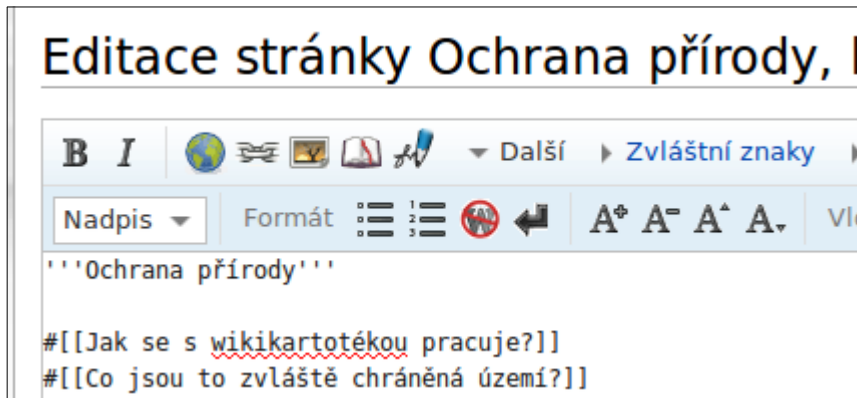 Editace stránky Ochrana přírody,
B I Další Zvláštní znaky
Nadpis Formát A+ A- A A
'''Ochrana přírody'''
#[[Jak se s wikikartotékou pracuje?]]
#[[Co jsou to zvláště chráněná území?]]